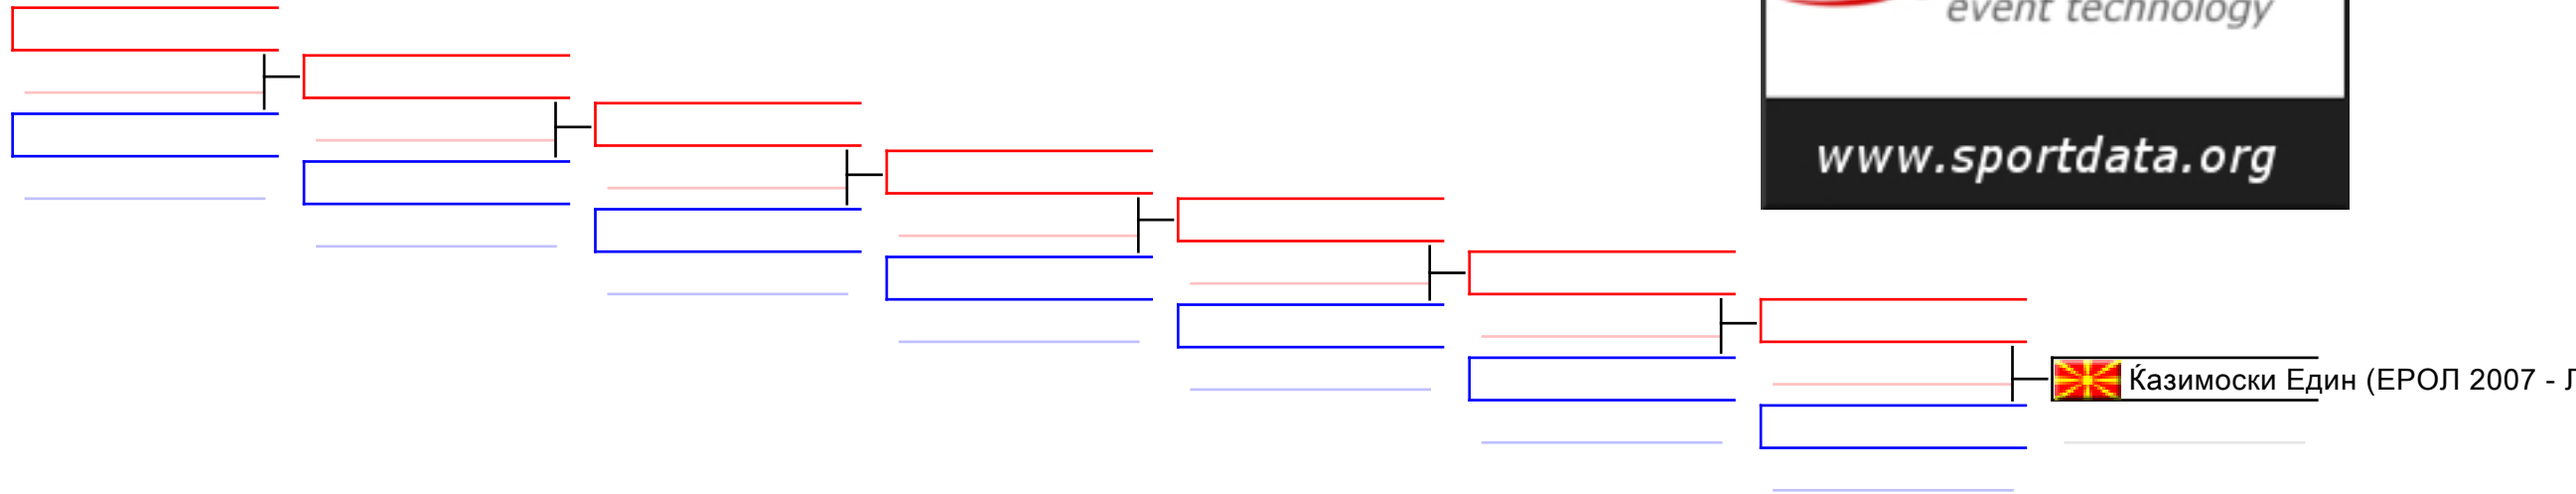 event technology
www.sportdata.org
Ќазимоски Един (ЕРОЛ 2007 -